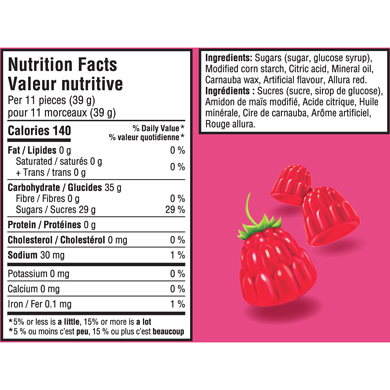 Nutrition Facts
Valeur nutritive
Per 11 pieces (39 g)
pour 11 morceaux (39 g)
Calories 140
% Daily Value*
% valeur quotidienne*
Fat / Lipides 0 g 0 %
Saturated / saturés 0 g
+ Trans / trans 0 g 0 %
Carbohydrate / Glucides 35 g
Fibre / Fibres 0 g 0 %
Sugars / Sucres 29 g 29 %
Protein / Protéines 0 g
Cholesterol / Cholestérol 0 mg 0 %
Sodium 30 mg 1 %
Potassium 0 mg 0 %
Calcium 0 mg 0 %
Iron / Fer 0.1 mg 1 %
*5% or less is a little, 15% or more is a lot
*5 % ou moins c'est peu, 15 % ou plus c'est beaucoup
Ingredients: Sugars (sugar, glucose syrup),
Modified corn starch, Citric acid, Mineral oil,
Carnauba wax, Artificial flavour, Allura red.
Ingrédients : Sucres (sucre, sirop de glucose),
Amidon de maïs modifié, Acide citrique, Huile
minérale, Cire de carnauba, Arôme artificiel,
Rouge allura.